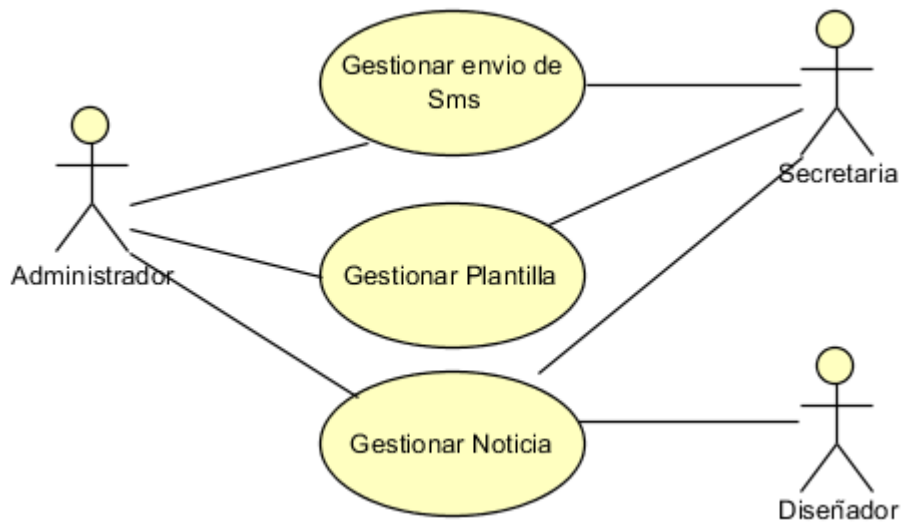 Gestionar envio de
Sms
Secretaria
Administrador
Gestionar Plantilla
Gestionar Noticia
Diseñador